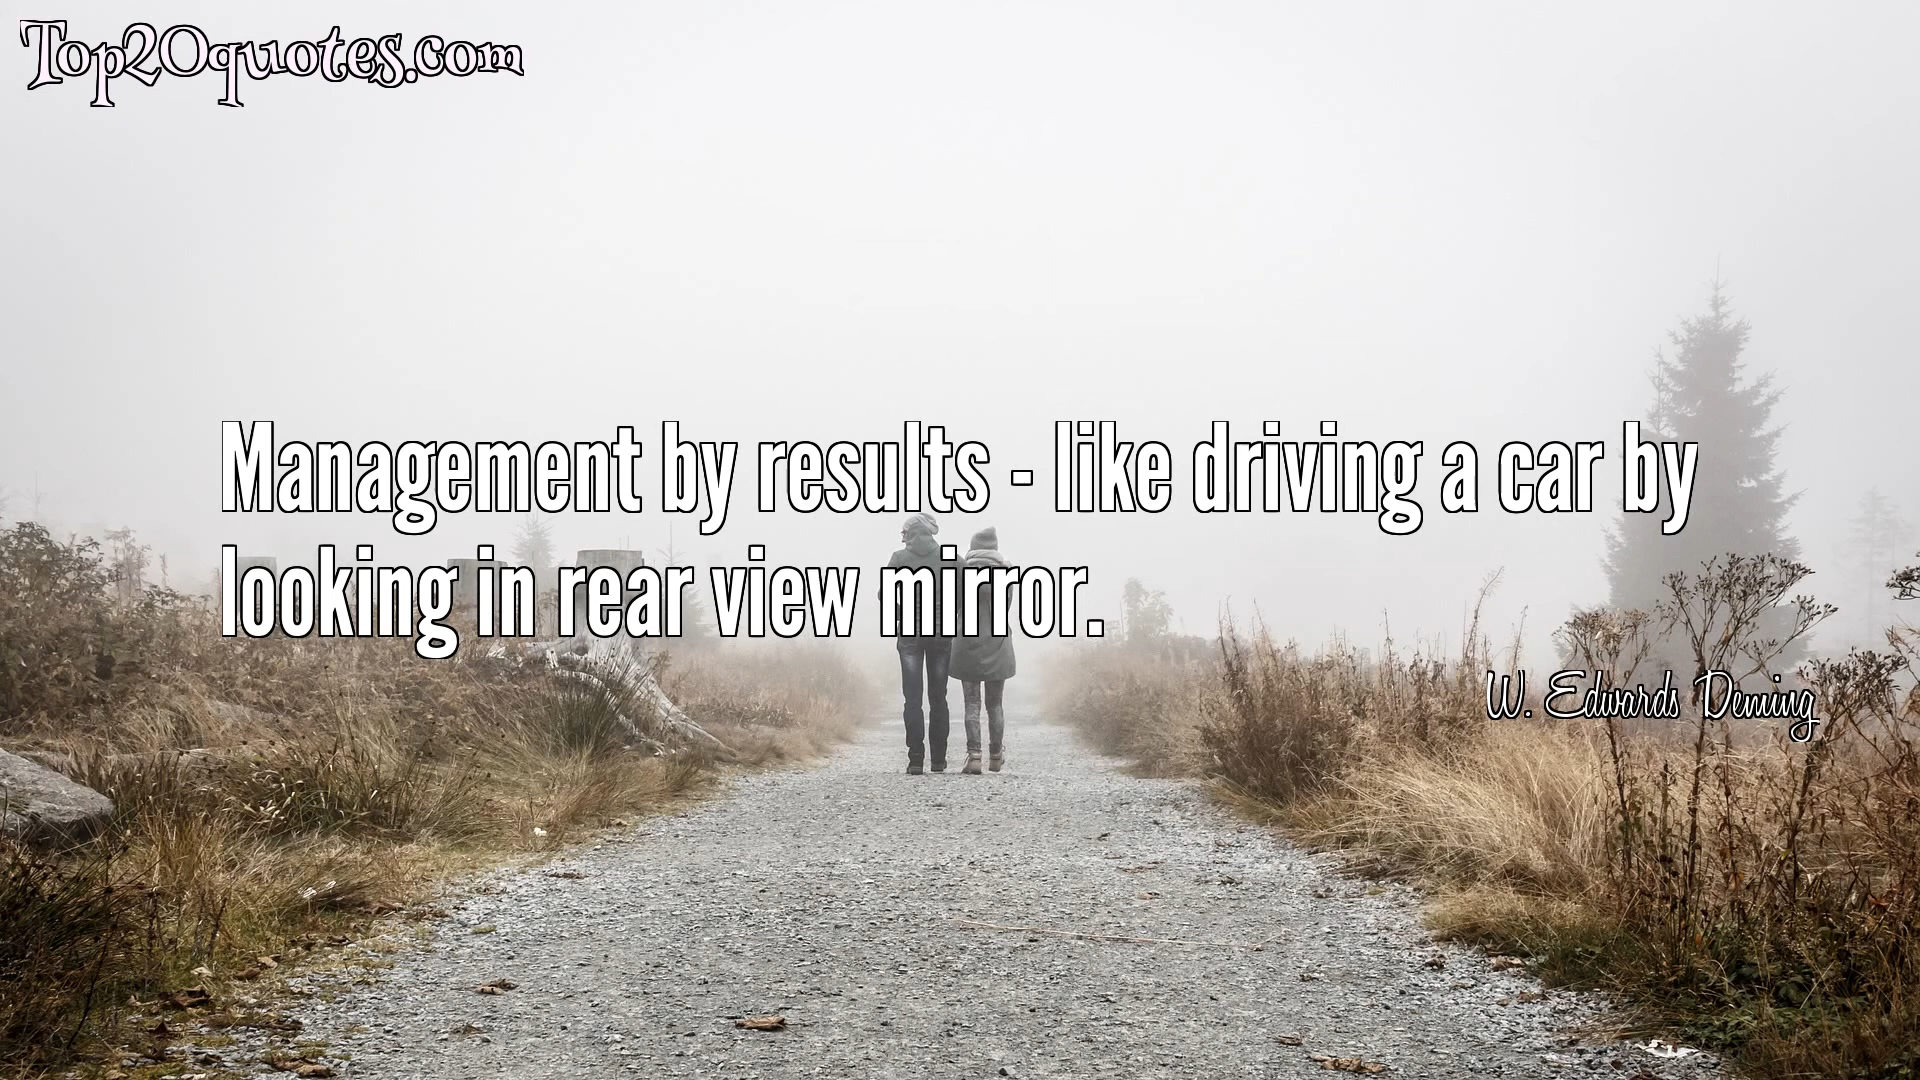 Top20quotes.com
Management by results - like driving a car by
looking in rear view mirror.
W. Edwards Deming